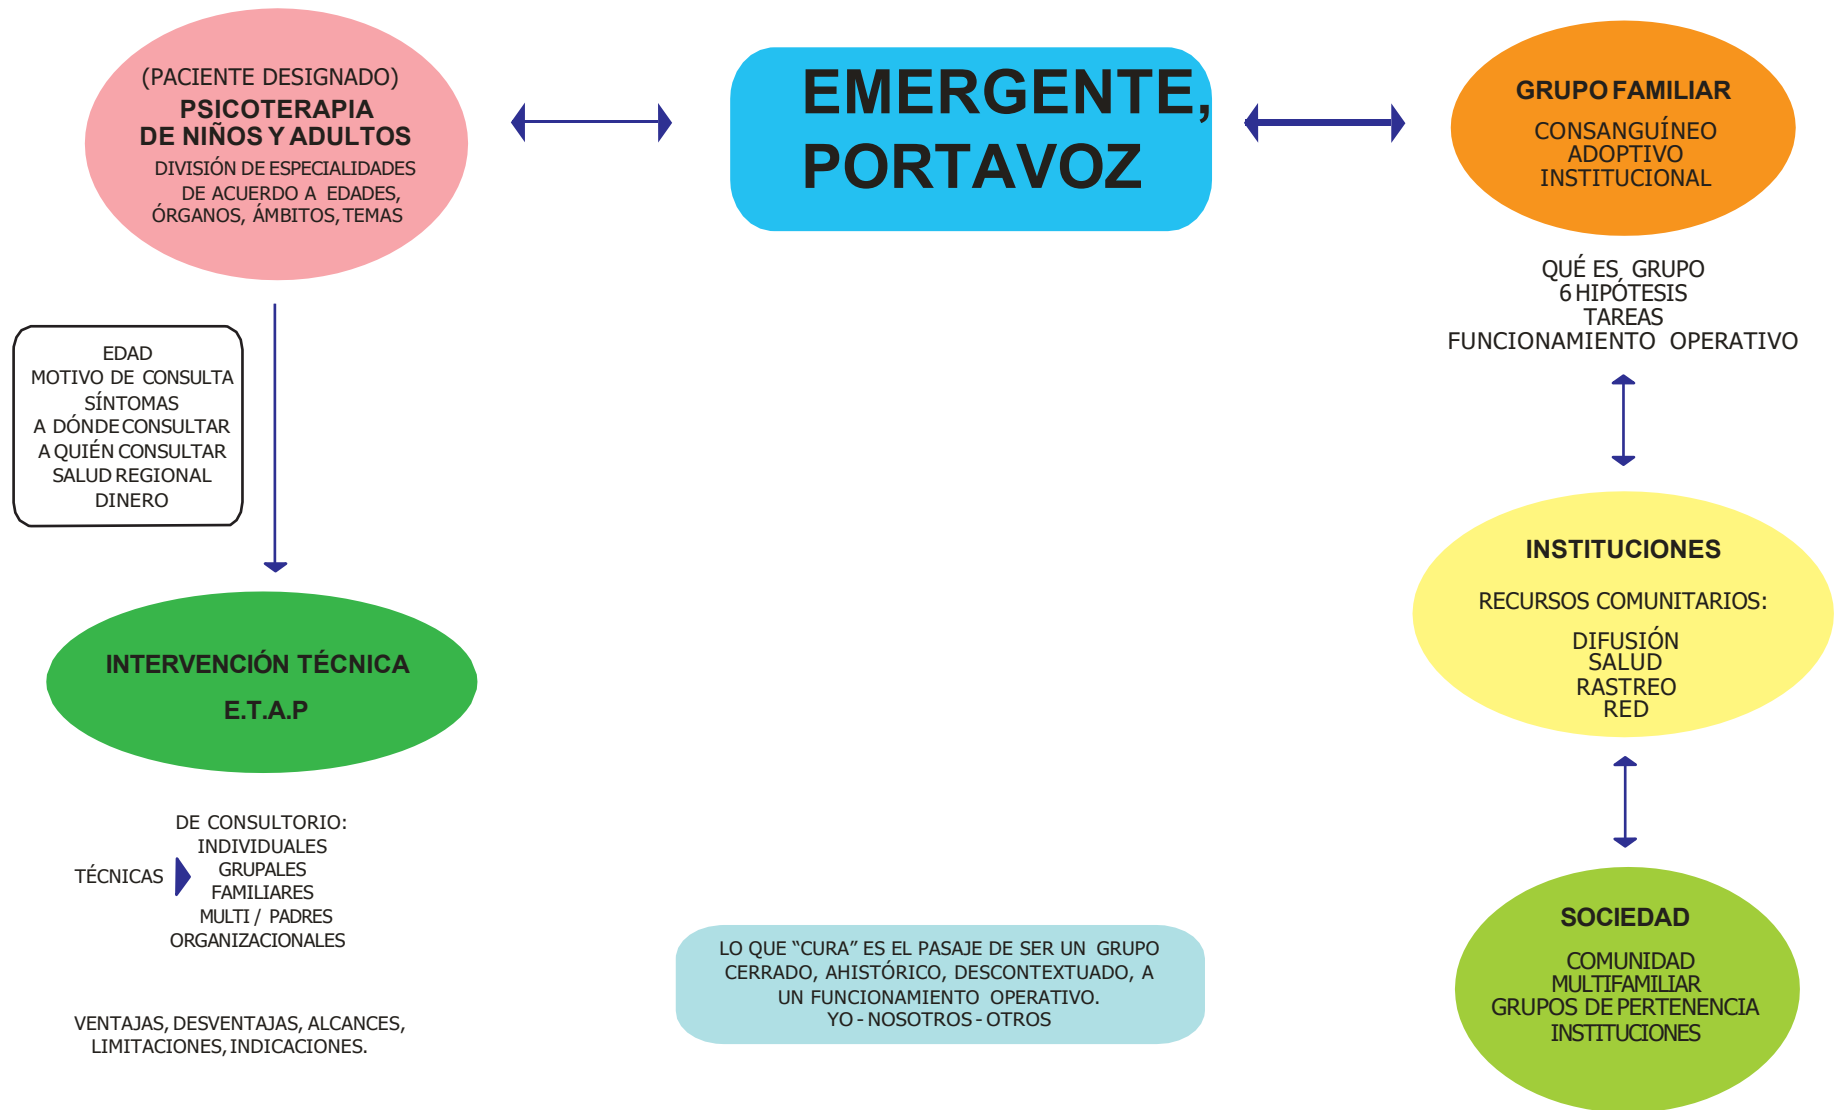 (PACIENTE DESIGNADO)
PSICOTERAPIA
DE NIÑOS Y ADULTOS
DIVISIÓN DE ESPECIALIDADES
DE ACUERDO A EDADES,
ÓRGANOS, ÁMBITOS, TEMAS
EMERGENTE,
PORTAVOZ
GRUPO FAMILIAR
CONSANGUÍNEO
ADOPTIVO
INSTITUCIONAL
QUÉ ES GRUPO
6 HIPÓTESIS
TAREAS
FUNCIONAMIENTO OPERATIVO
EDAD
MOTIVO DE CONSULTA
SÍNTOMAS
A DÓNDE CONSULTAR
A QUIÉN CONSULTAR
SALUD REGIONAL
DINERO
INTERVENCIÓN TÉCNICA
E.T.A.P
INSTITUCIONES
RECURSOS COMUNITARIOS:
DIFUSIÓN
SALUD
RASTREO
RED
DE CONSULTORIO:
INDIVIDUALES
TÉCNICAS
GRUPALES
FAMILIARES
MULTI / PADRES
ORGANIZACIONALES
VENTAJAS, DESVENTAJAS, ALCANCES,
LIMITACIONES, INDICACIONES.
LO QUE “CURA” ES EL PASAJE DE SER UN GRUPO
CERRADO, AHISTÓRICO, DESCONTEXTUADO, A
UN FUNCIONAMIENTO OPERATIVO.
YO - NOSOTROS - OTROS
SOCIEDAD
COMUNIDAD
MULTIFAMILIAR
GRUPOS DE PERTENENCIA
INSTITUCIONES